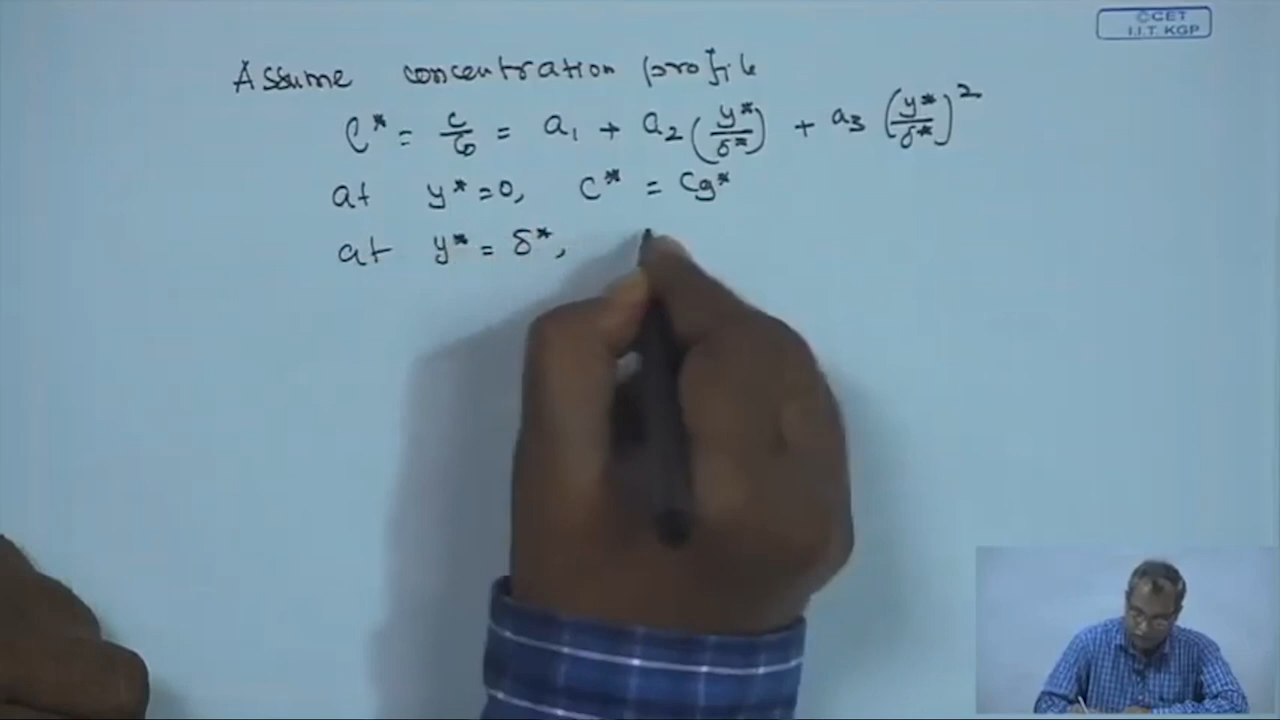 ©CET
I.I.T. KGP
Assume concentration profile
C* = c/c₀ = a₁ + a₂ (y*/δ*) + a₃ (y*/δ*)²
at y* = 0, C* = Cg*
at y* = δ*,